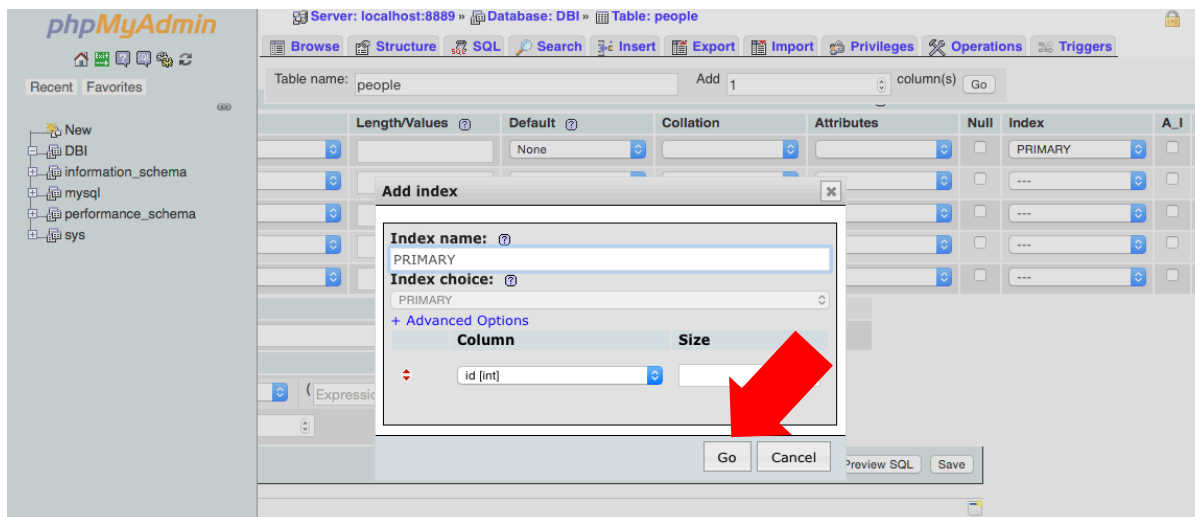 phpMyAdmin
Recent Favorites
New
DBI
information_schema
mysql
performance_schema
sys
Server: localhost:8889 » Database: DBI » Table: people
Browse Structure SQL Search Insert Export Import Privileges Operations Triggers
Table name: people Add 1 column(s) Go
Length/Values Default Collation Attributes Null Index A_I
None PRIMARY
---
---
---
---
Add index
Index name:
PRIMARY
Index choice:
PRIMARY
+ Advanced Options
Column Size
id [int]
Go Cancel
(
Preview SQL Save